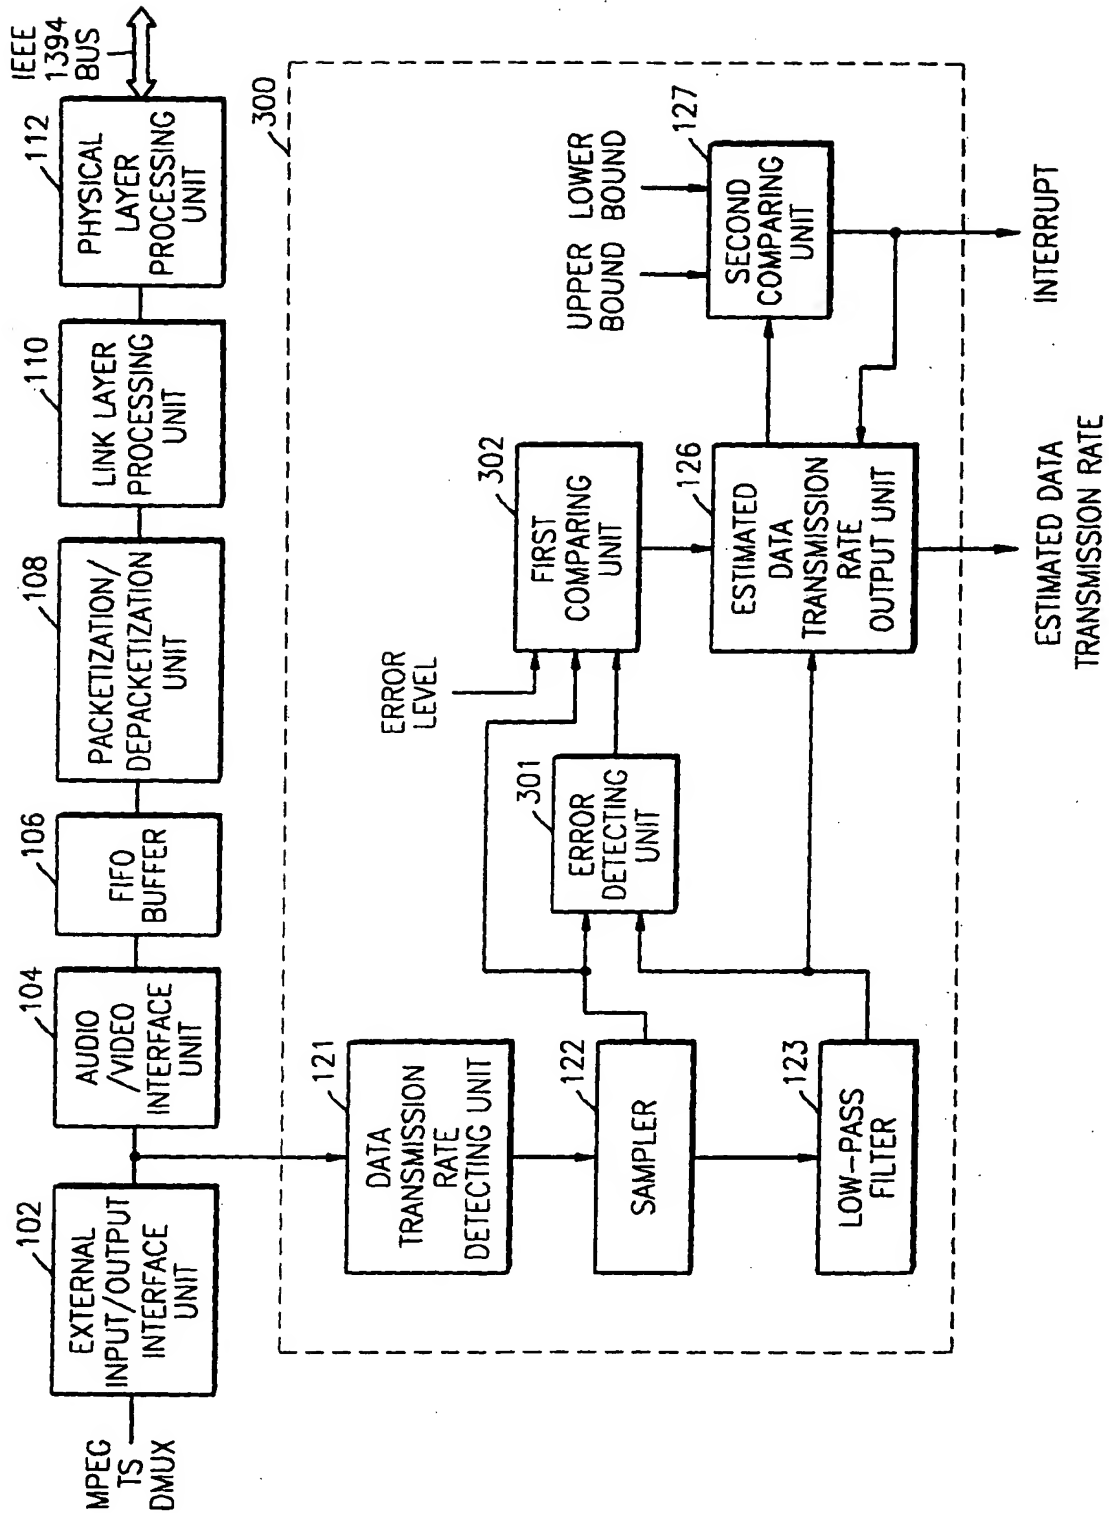 MPEG
TS
DMUX
102
EXTERNAL
INPUT/OUTPUT
INTERFACE
UNIT
104
AUDIO
/VIDEO
INTERFACE
UNIT
106
FIFO
BUFFER
108
PACKETIZATION/
DEPACKETIZATION
UNIT
110
LINK LAYER
PROCESSING
UNIT
112
PHYSICAL
LAYER
PROCESSING
UNIT
IEEE
1394
BUS
300
121
DATA
TRANSMISSION
RATE
DETECTING UNIT
122
SAMPLER
123
LOW-PASS
FILTER
301
ERROR
DETECTING
UNIT
ERROR
LEVEL
302
FIRST
COMPARING
UNIT
126
ESTIMATED
DATA
TRANSMISSION
RATE
OUTPUT UNIT
UPPER
BOUND
LOWER
BOUND
127
SECOND
COMPARING
UNIT
ESTIMATED DATA
TRANSMISSION RATE
INTERRUPT